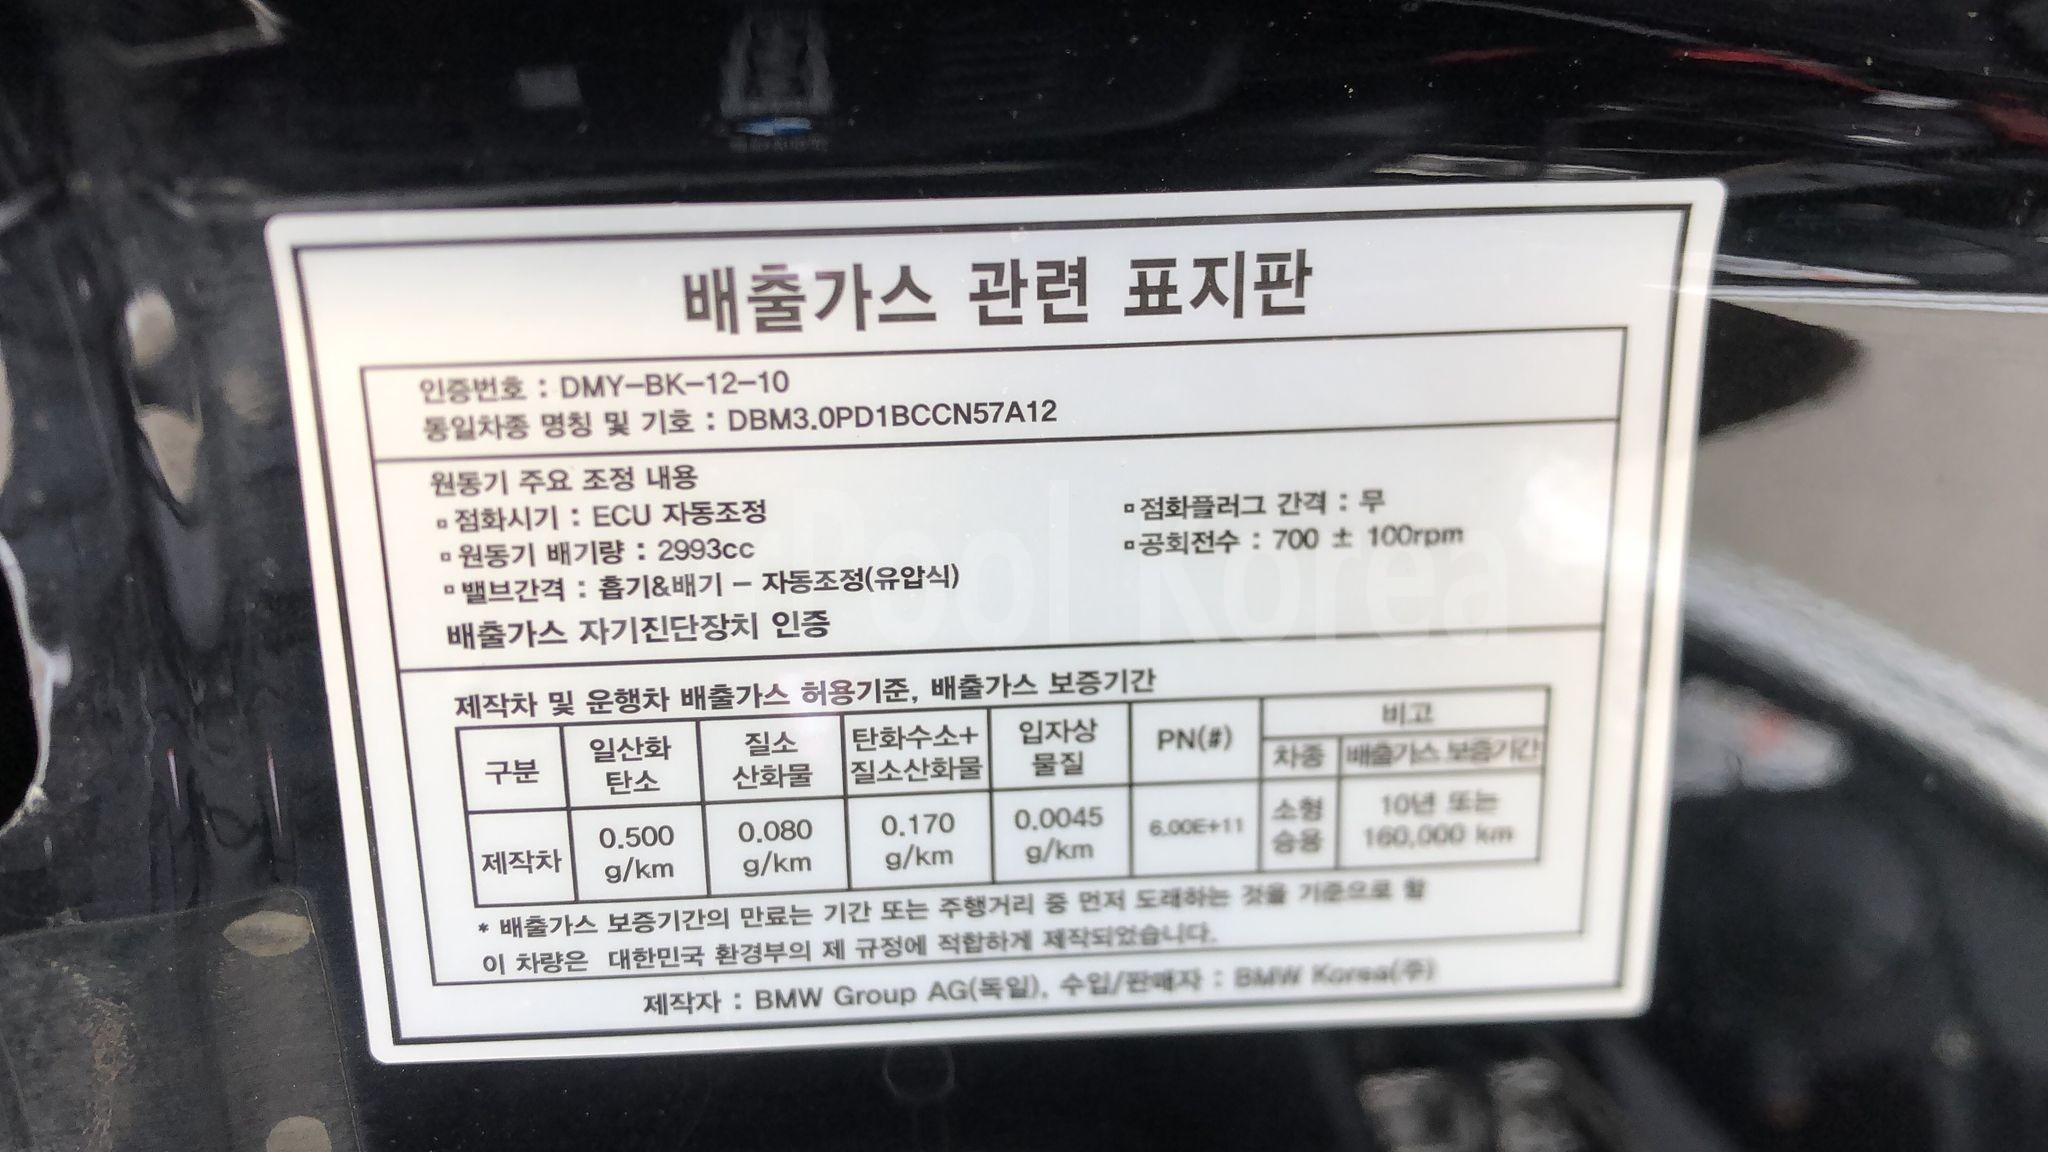 배출가스 관련 표지판
인증번호 : DMY-BK-12-10
동일차종 명칭 및 기호 : DBM3.0PD1BCCN57A12
원동기 주요 조정 내용
▫점화시기 : ECU 자동조정
▫점화플러그 간격 : 무
▫원동기 배기량 : 2993cc
▫공회전수 : 700 ± 100rpm
▫밸브간격 : 흡기&배기 - 자동조정(유압식)
배출가스 자기진단장치 인증
제작차 및 운행차 배출가스 허용기준, 배출가스 보증기간
구분 일산화탄소 질소산화물 탄화수소+질소산화물 입자상물질 PN(#) 비고
차종 배출가스 보증기간
제작차 0.500 g/km 0.080 g/km 0.170 g/km 0.0045 g/km 6.00E+11 소형승용 10년 또는 160,000 km
* 배출가스 보증기간의 만료는 기간 또는 주행거리 중 먼저 도래하는 것을 기준으로 함
이 차량은 대한민국 환경부의 제 규정에 적합하게 제작되었습니다.
제작자 : BMW Group AG(독일), 수입/판매자 : BMW Korea(주)
Pool Korea